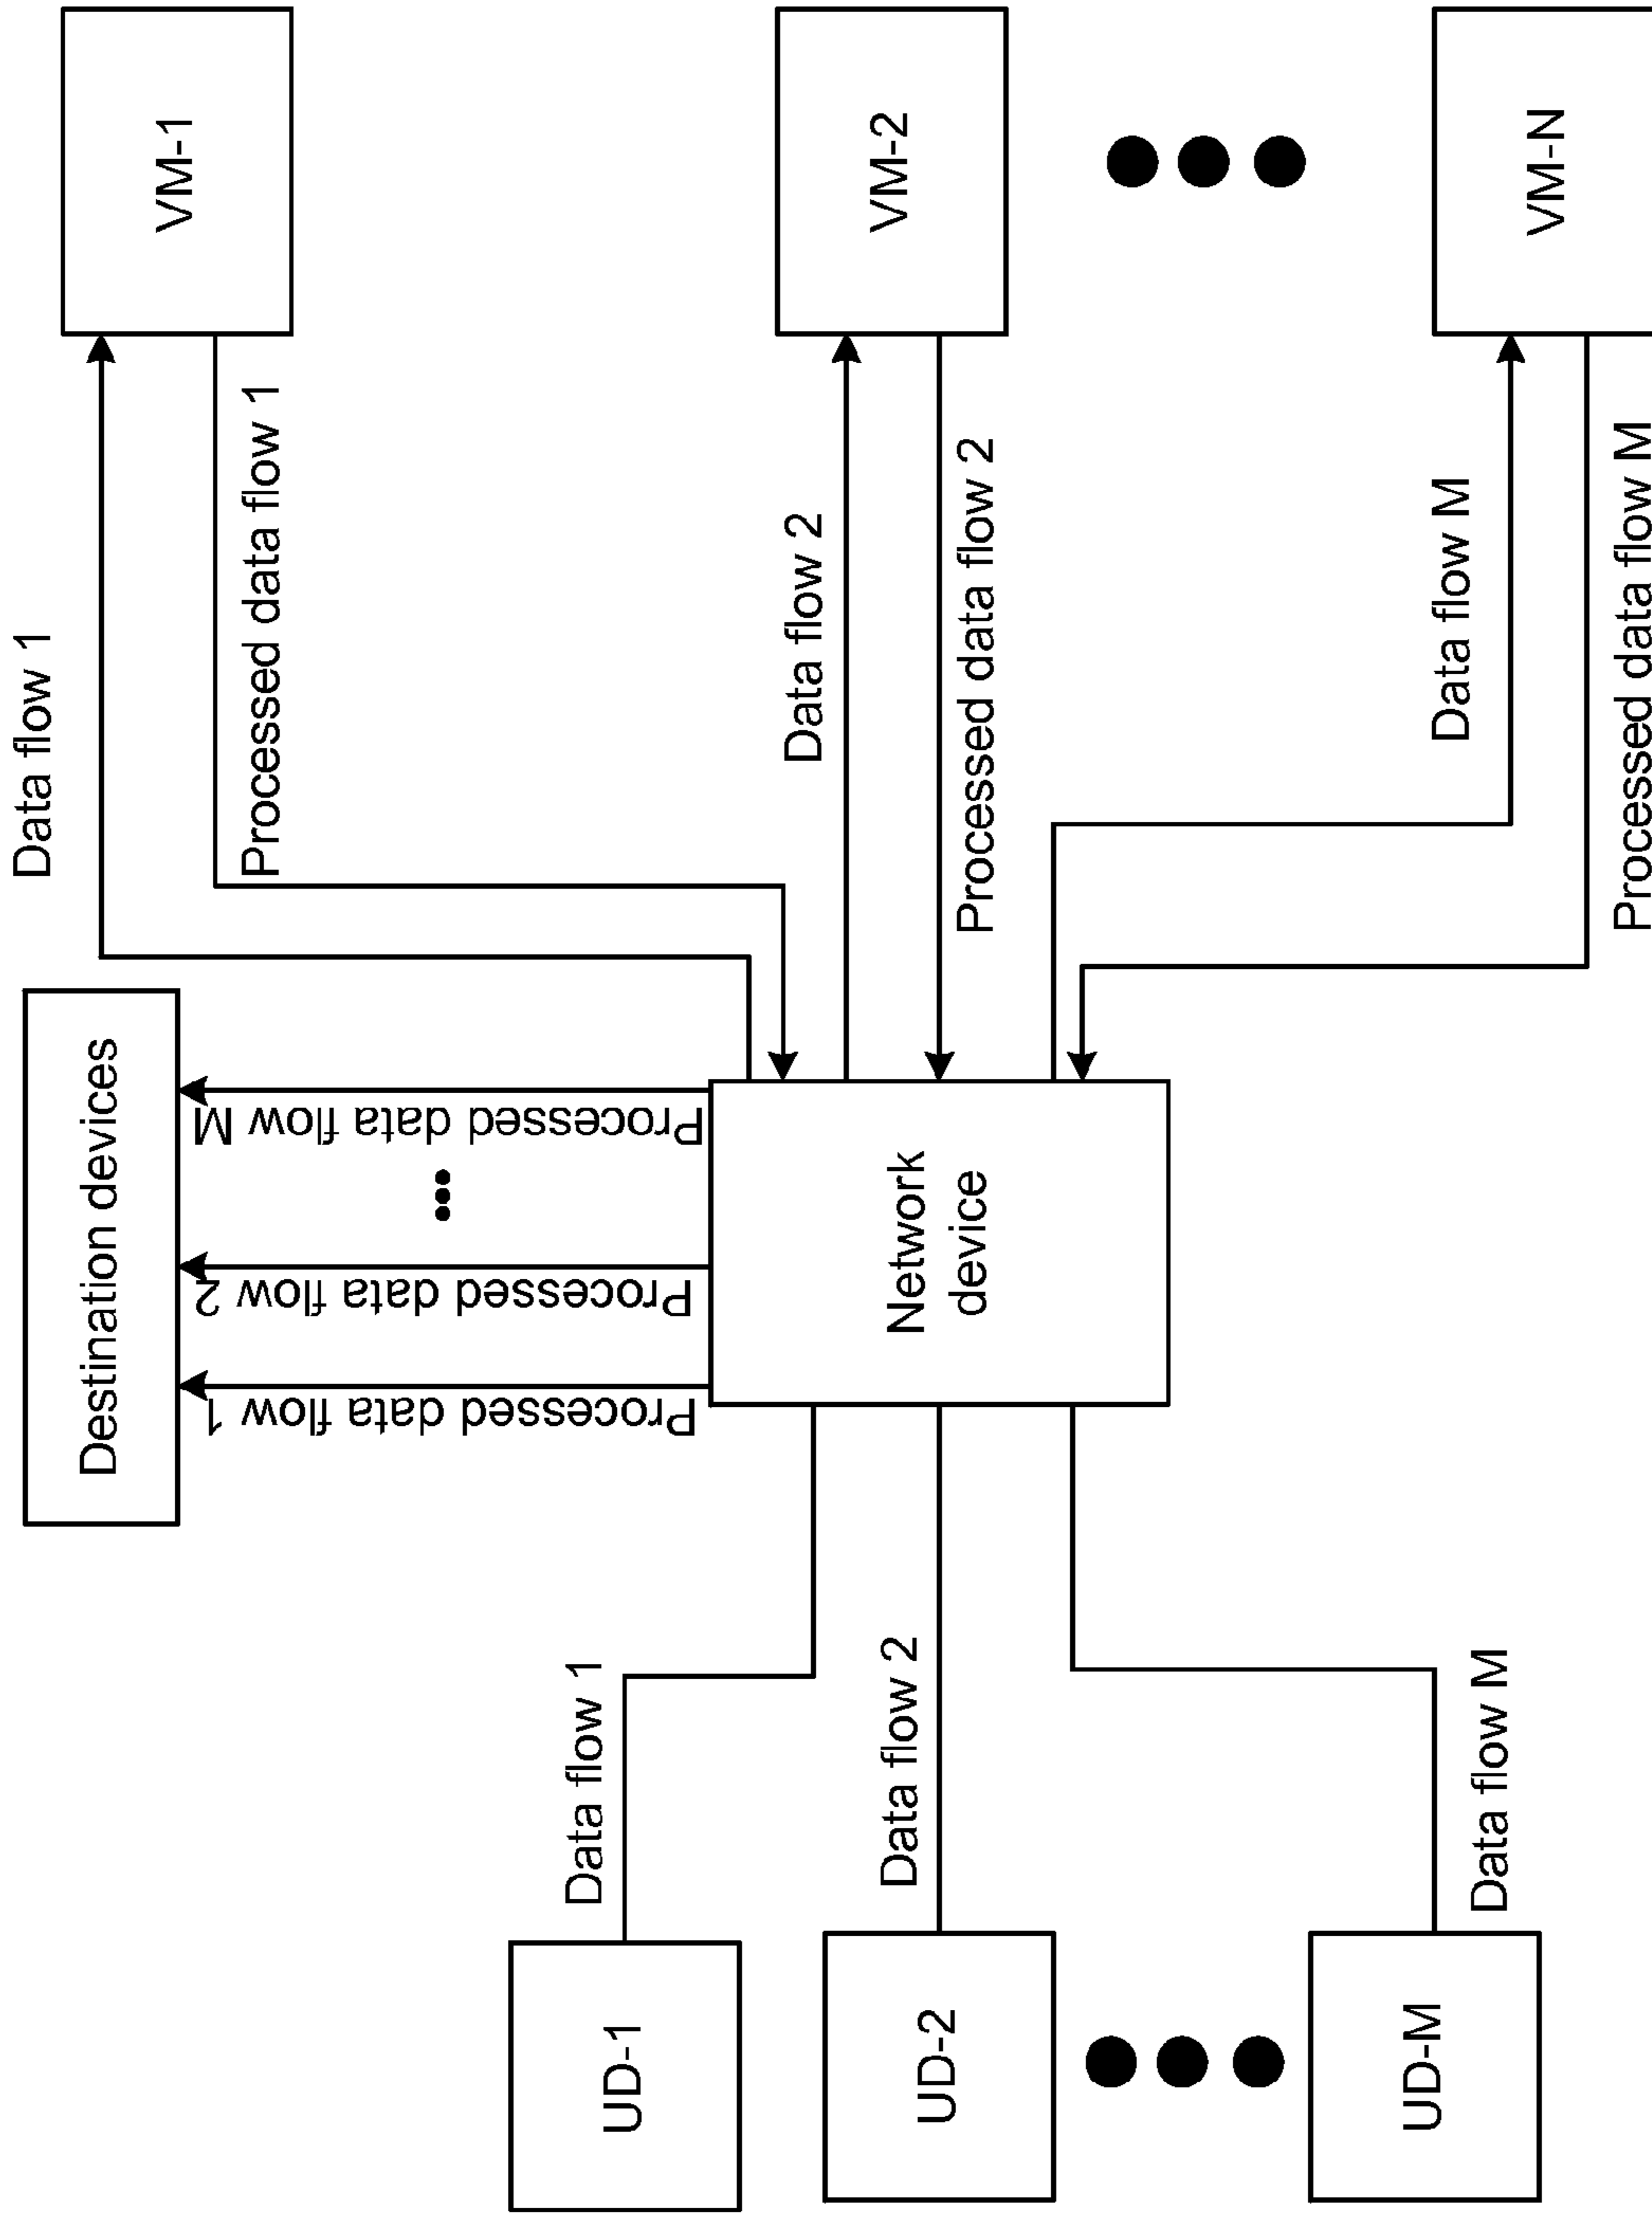 Destination devices
Data flow 1
VM-1
Processed data flow 1
Processed data flow 1
Processed data flow 2
Processed data flow M
UD-1
Data flow 1
Network
device
Data flow 2
VM-2
UD-2
Data flow 2
Processed data flow 2
UD-M
Data flow M
Data flow M
VM-N
Processed data flow M